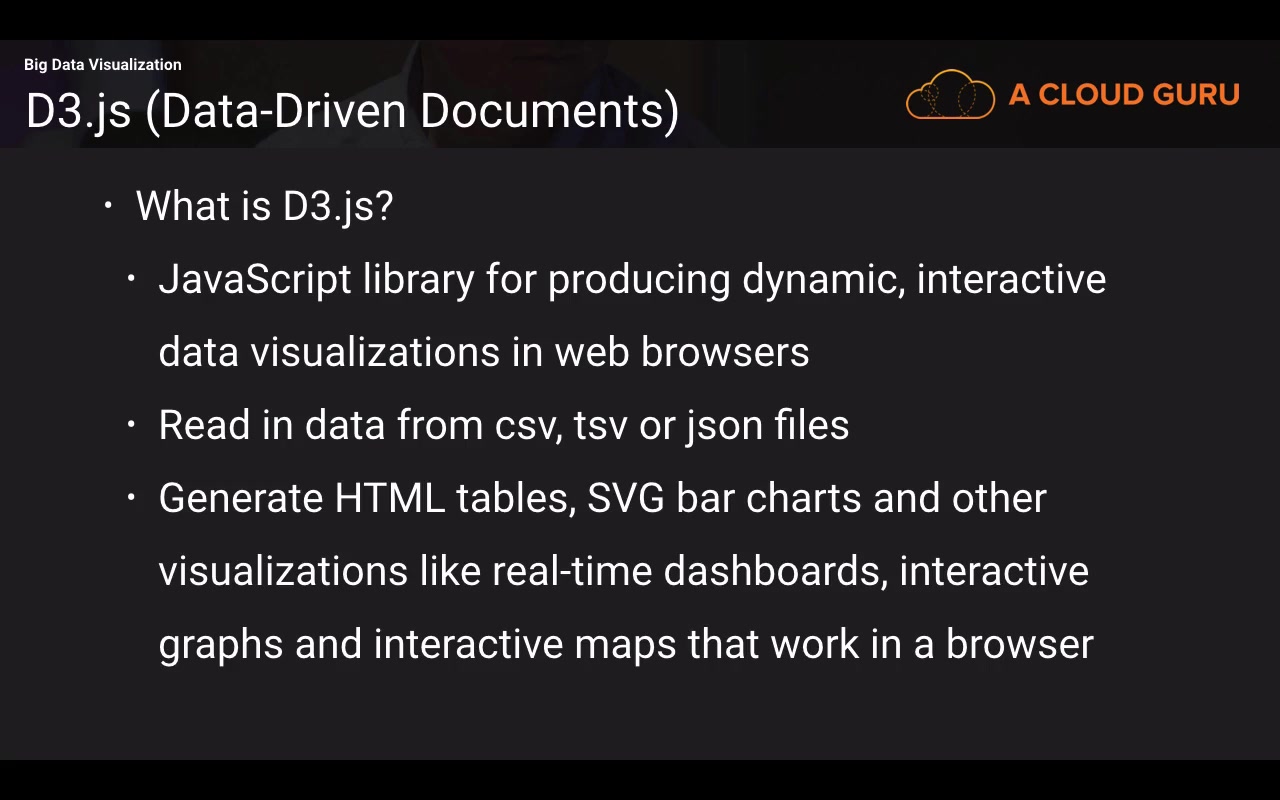 Big Data Visualization
D3.js (Data-Driven Documents)
A CLOUD GURU
• What is D3.js?
• JavaScript library for producing dynamic, interactive
data visualizations in web browsers
• Read in data from csv, tsv or json files
• Generate HTML tables, SVG bar charts and other
visualizations like real-time dashboards, interactive
graphs and interactive maps that work in a browser